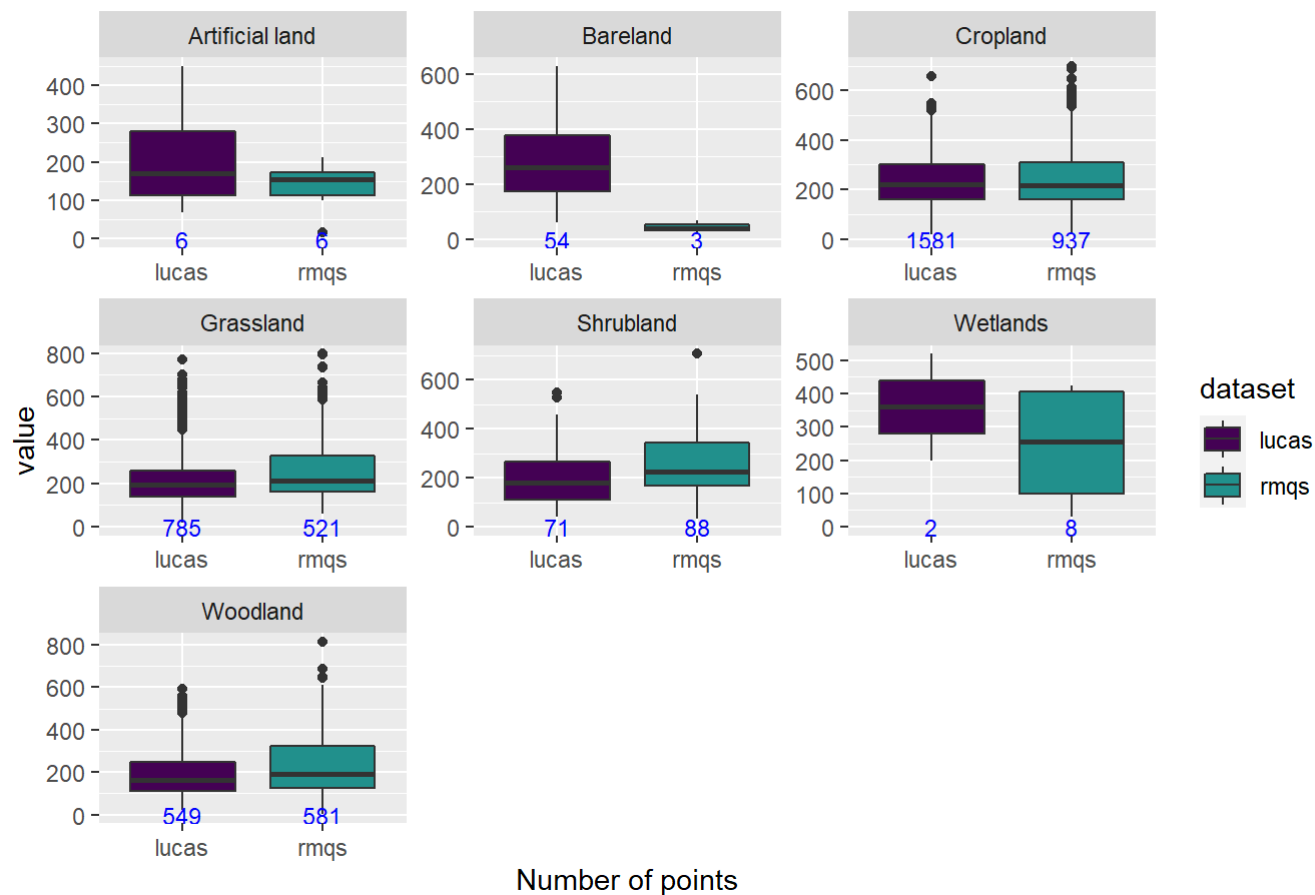 Artificial land
Bareland
Cropland
400
300
200
100
0
600
400
200
0
600
400
200
0
6
6
54
3
1581
937
lucas
rmqs
lucas
rmqs
lucas
rmqs
Grassland
Shrubland
Wetlands
800
600
400
200
0
600
400
200
0
500
400
300
200
100
0
785
521
71
88
2
8
lucas
rmqs
lucas
rmqs
lucas
rmqs
Woodland
800
600
400
200
0
549
581
lucas
rmqs
value
Number of points
dataset
lucas
rmqs